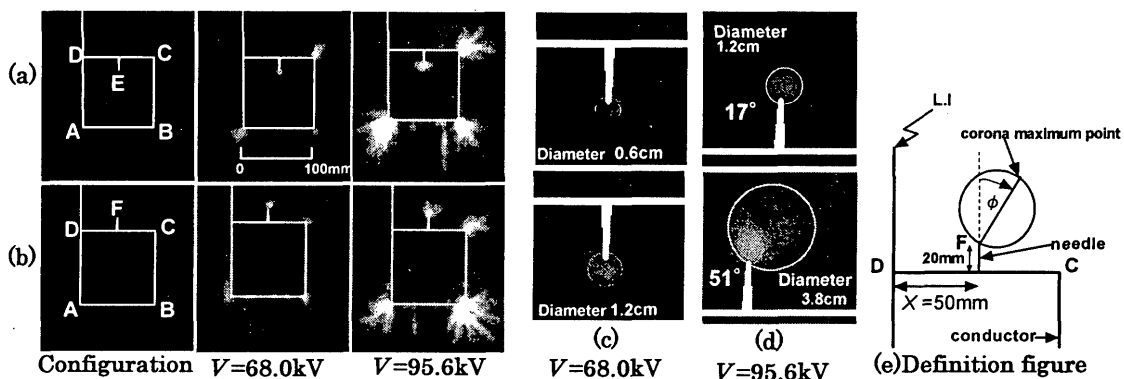 (a)
D C
E
A B
0 100mm
(b)
F
D C
A B
Configuration
V=68.0kV
V=95.6kV
Diameter 0.6cm
Diameter 1.2cm
(c)
V=68.0kV
Diameter
1.2cm
17°
51°
Diameter
3.8cm
(d)
V=95.6kV
L.I
corona maximum point
ϕ
F
needle
20mm
D C
X=50mm
conductor
(e)Definition figure